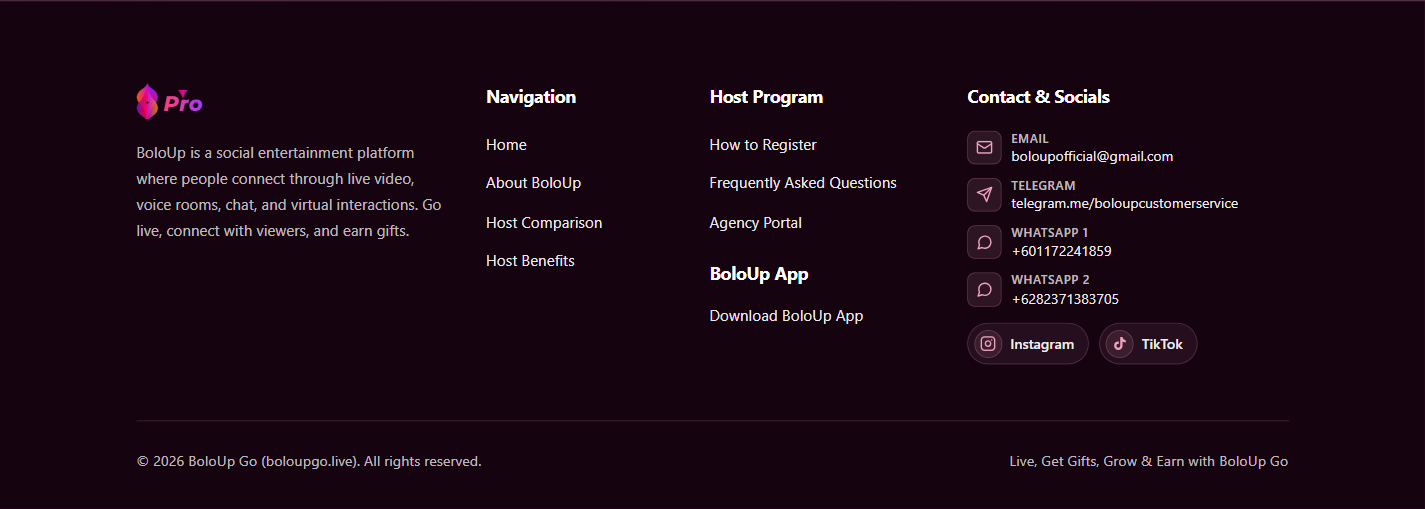 Pro
BoloUp is a social entertainment platform
where people connect through live video,
voice rooms, chat, and virtual interactions. Go
live, connect with viewers, and earn gifts.
Navigation
Home
About BoloUp
Host Comparison
Host Benefits
Host Program
How to Register
Frequently Asked Questions
Agency Portal
BoloUp App
Download BoloUp App
Contact & Socials
EMAIL
boloupofficial@gmail.com
TELEGRAM
telegram.me/boloupcustomerservice
WHATSAPP 1
+601172241859
WHATSAPP 2
+6282371383705
Instagram
TikTok
© 2026 BoloUp Go (boloupgo.live). All rights reserved.
Live, Get Gifts, Grow & Earn with BoloUp Go